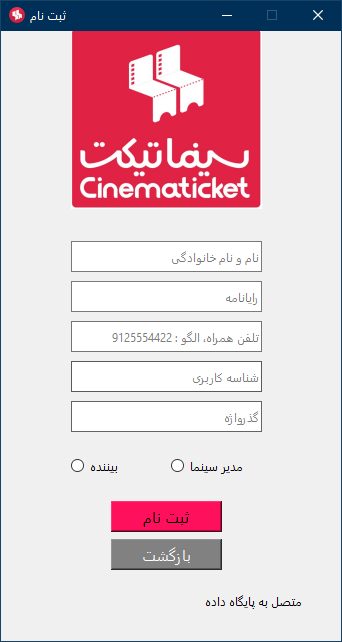 ثبت نام
سینماتیکت
Cinematicket
نام و نام خانوادگی
رایانامه
تلفن همراه، الگو : 9125554422
شناسه کاربری
گذرواژه
مدیر سینما
بیننده
ثبت نام
بازگشت
متصل به پایگاه داده